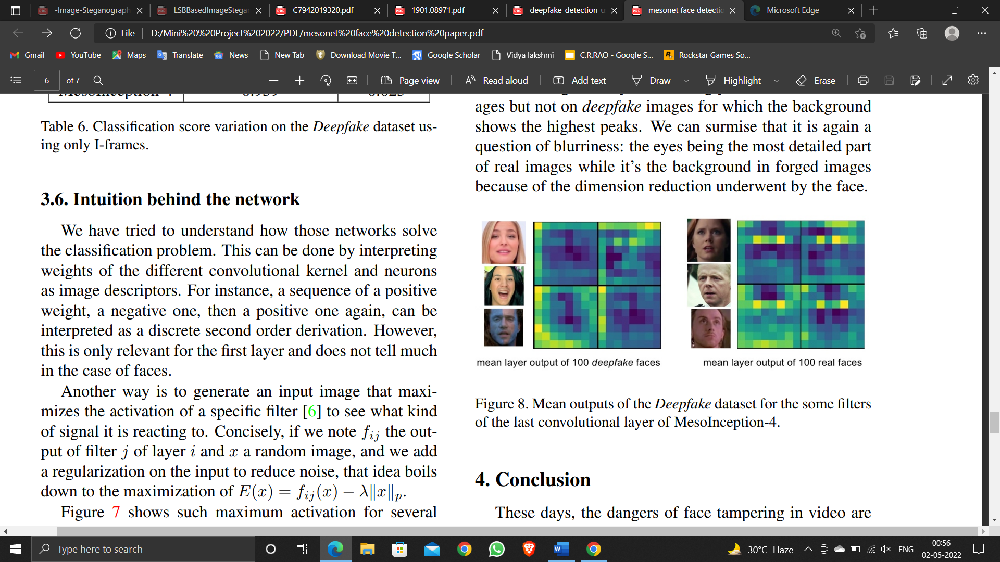 -Image-Steganograph
LSBBasedImageStegar
C7942019320.pdf
1901.08971.pdf
deepfake_detection_u
mesonet face detectio
Microsoft Edge
File
D:/Mini%20%20Project%202022/PDF/mesonet%20face%20detection%20paper.pdf
Gmail
YouTube
Maps
Translate
News
New Tab
Download Movie T...
Google Scholar
Vidya lakshmi
C.R.RAO - Google S...
Rockstar Games So...
6 of 7
Page view
Read aloud
Add text
Draw
Highlight
Erase
Table 6. Classification score variation on the Deepfake dataset us-
ing only I-frames.
3.6. Intuition behind the network
We have tried to understand how those networks solve
the classification problem. This can be done by interpreting
weights of the different convolutional kernel and neurons
as image descriptors. For instance, a sequence of a positive
weight, a negative one, then a positive one again, can be
interpreted as a discrete second order derivation. However,
this is only relevant for the first layer and does not tell much
in the case of faces.
Another way is to generate an input image that maxi-
mizes the activation of a specific filter [6] to see what kind
of signal it is reacting to. Concisely, if we note f_ij the out-
put of filter j of layer i and x a random image, and we add
a regularization on the input to reduce noise, that idea boils
down to the maximization of E(x) = f_ij(x) − λ‖x‖_p.
Figure 7 shows such maximum activation for several
ages but not on deepfake images for which the background
shows the highest peaks. We can surmise that it is again a
question of blurriness: the eyes being the most detailed part
of real images while it's the background in forged images
because of the dimension reduction underwent by the face.
mean layer output of 100 deepfake faces
mean layer output of 100 real faces
Figure 8. Mean outputs of the Deepfake dataset for the some filters
of the last convolutional layer of MesoInception-4.
4. Conclusion
These days, the dangers of face tampering in video are
Type here to search
30°C Haze
ENG
00:56
02-05-2022